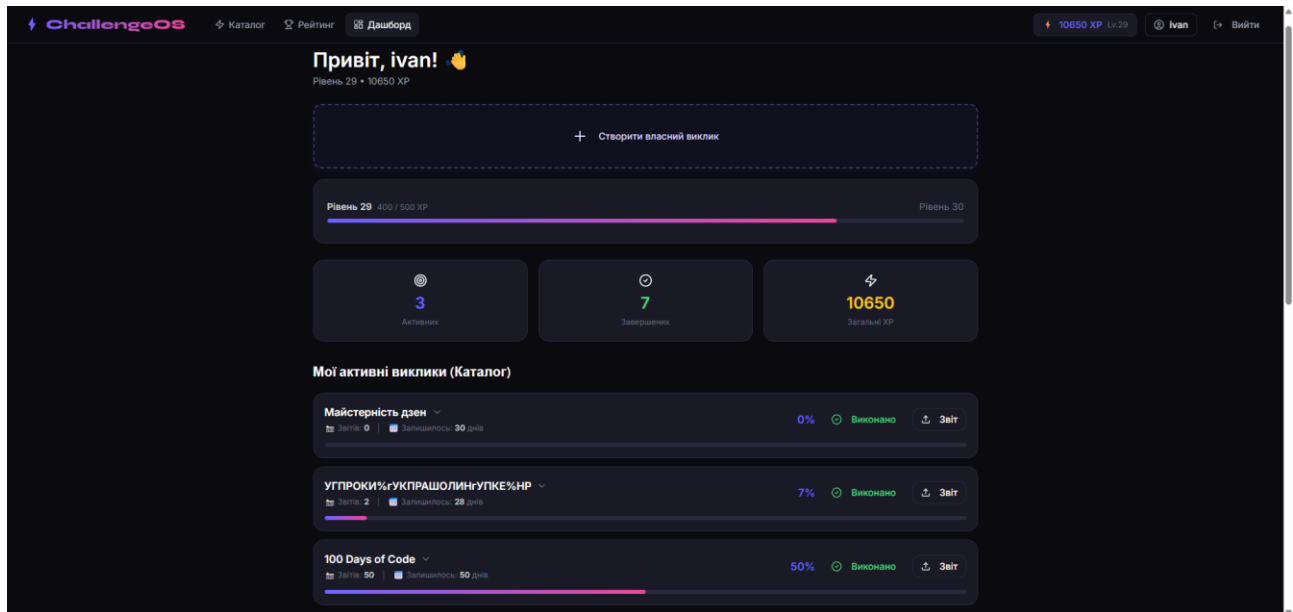 ChallengeOS Каталог Рейтинг Дашборд 10650 XP Lv.29 ivan Вийти
Привіт, ivan!
Рівень 29 • 10650 XP
Створити власний виклик
Рівень 29 400 / 500 XP Рівень 30
3 7 10650
Активних Завершених Загальні XP
Мої активні виклики (Каталог)
Майстерність дзен 0% Виконано Звіт
Звітів: 0 | Залишилось: 30 днів
УГПРОКИ%гУКПРАШОЛИНгУПКЕ%НР 7% Виконано Звіт
Звітів: 2 | Залишилось: 28 днів
100 Days of Code 50% Виконано Звіт
Звітів: 50 | Залишилось: 50 днів